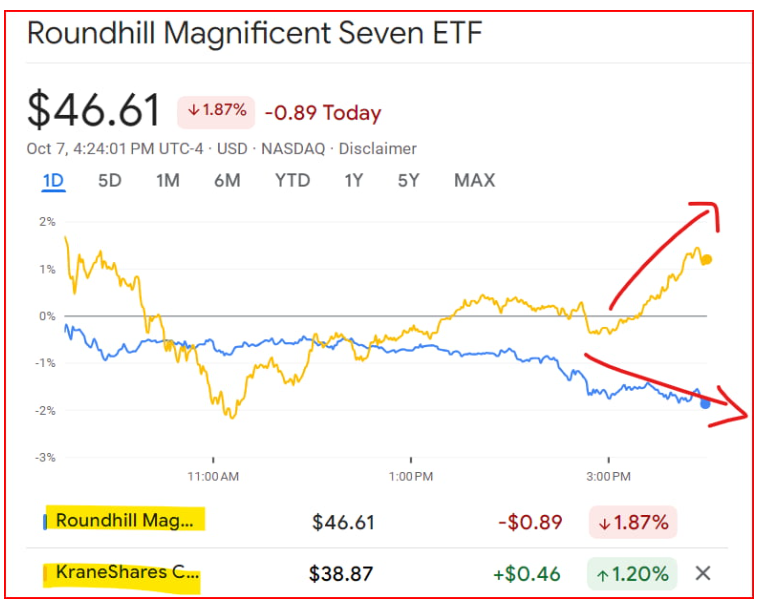 Roundhill Magnificent Seven ETF
$46.61 ↓1.87% -0.89 Today
Oct 7, 4:24:01 PM UTC-4 · USD · NASDAQ · Disclaimer
1D 5D 1M 6M YTD 1Y 5Y MAX
2%
1%
0%
-1%
-2%
-3%
11:00 AM 1:00 PM 3:00 PM
Roundhill Mag... $46.61 -$0.89 ↓1.87%
KraneShares C... $38.87 +$0.46 ↑1.20% ✕